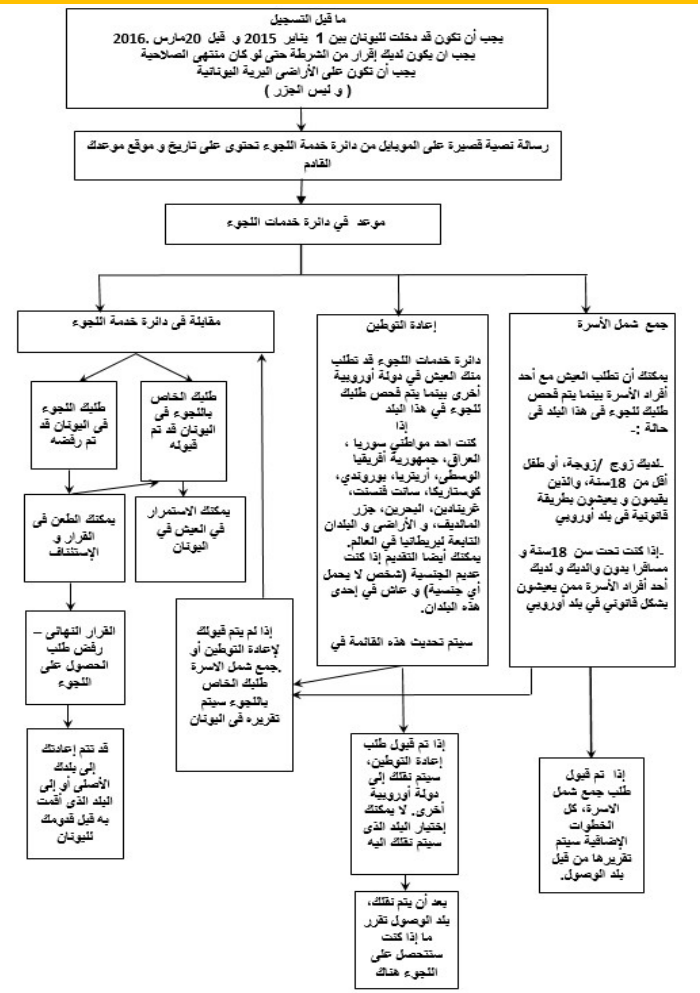 ما قبل التسجيل
يجب أن تكون قد دخلت لليونان بين 1 يناير 2015 و قبل 20مارس .2016
يجب ان يكون لديك إقرار من الشرطة حتى لو كان منتهى الصلاحية
يجب أن تكون على الأراضى البرية اليونانية
( و ليس الجزر )
رسالة نصية قصيرة على الموبايل من دائرة خدمة اللجوء تحتوى على تاريخ و موقع موعدك
القادم
موعد في دائرة خدمات اللجوء
جمع شمل الأسرة
يمكنك أن تطلب العيش مع أحد
أفراد الأسرة بينما يتم فحص
طلبك للجوء فى هذا البلد فى
حالة :-
-لديك زوج /زوجة، أو طفل
أقل من 18سنة، والذين
يقيمون و يعيشون بطريقة
قانونية فى بلد أوروبي
-إذا كنت تحت سن 18سنة و
مسافرا بدون والديك و لديك
أحد أفراد الأسرة ممن يعيشون
بشكل قانوني في بلد أوروبي
إعادة التوطين
دائرة خدمات اللجوء قد تطلب
منك العيش في دولة أوروبية
أخرى بينما يتم فحص طلبك
للجوء في هذا البلد
إذا
كنت احد مواطني سوريا ،
العراق، جمهورية أفريقيا
الوسطى، أريتريا، بوروندي،
كوستاريكا، سانت فنسنت،
غرينادين، البحرين، جزر
المالديف، و الأراضى و البلدان
التابعة لبريطانيا في العالم.
يمكنك أيضا التقديم إذا كنت
عديم الجنسية (شخص لا يحمل
أي جنسية) و عاش في إحدى
هذه البلدان.
سيتم تحديث هذه القائمة في
مقابلة فى دائرة خدمة اللجوء
طلبك الخاص
باللجوء فى
اليونان قد تم
قبوله
طلبك اللجوء
فى اليونان قد
تم رفضه
يمكنك الاستمرار
في العيش في
اليونان
يمكنك الطعن فى
القرار و
الإستئناف
إذا لم يتم قبولك
لإعادة التوطين أو
.جمع شمل الاسرة
طلبك الخاص
باللجوء سيتم
تقريره فى اليونان
القرار النهائى –
رفض طلب
الحصول على
اللجوء
قد تتم إعادتك
إلى بلدك
الأصلى أو إلى
البلد الذى أقمت
به قبل قدومك
لليونان
إذا تم قبول طلب
إعادة التوطين،
سيتم نقلك إلى
دولة أوروبية
أخرى. لا يمكنك
إختيار البلد الذى
سيتم نقلك اليه
إذا تم قبول
طلب جمع شمل
الاسرة، كل
الخطوات
الإضافية سيتم
تقريرها من قبل
بلد الوصول.
بعد أن يتم نقلك،
بلد الوصول تقرر
ما إذا كنت
ستتحصل على
اللجوء هناك